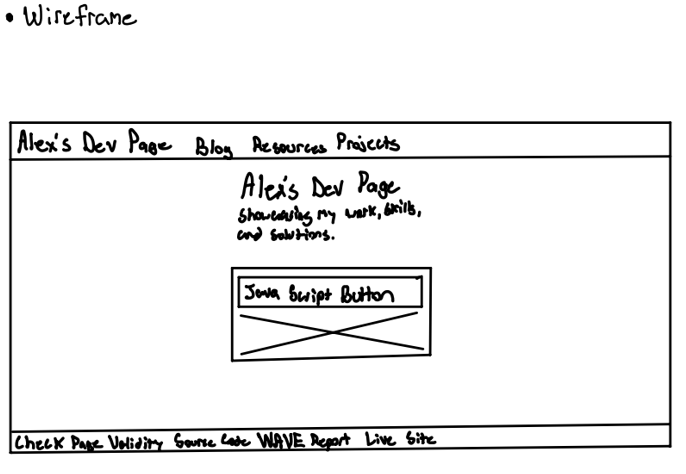 • Wireframe
Alex's Dev Page Blog Resources Projects
Alex's Dev Page
Showcasing my work, skills,
and solutions.
Java Script Button
Check Page Validity Source Code WAVE Report Live Site